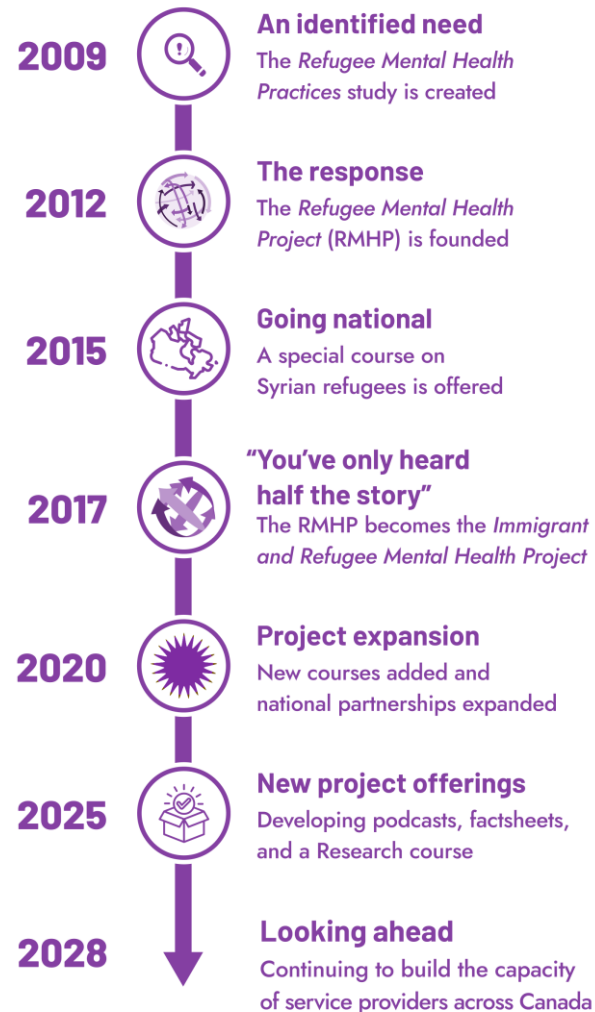 2009
An identified need
The Refugee Mental Health
Practices study is created
2012
The response
The Refugee Mental Health
Project (RMHP) is founded
2015
Going national
A special course on
Syrian refugees is offered
2017
“You’ve only heard
half the story”
The RMHP becomes the Immigrant
and Refugee Mental Health Project
2020
Project expansion
New courses added and
national partnerships expanded
2025
New project offerings
Developing podcasts, factsheets,
and a Research course
2028
Looking ahead
Continuing to build the capacity
of service providers across Canada